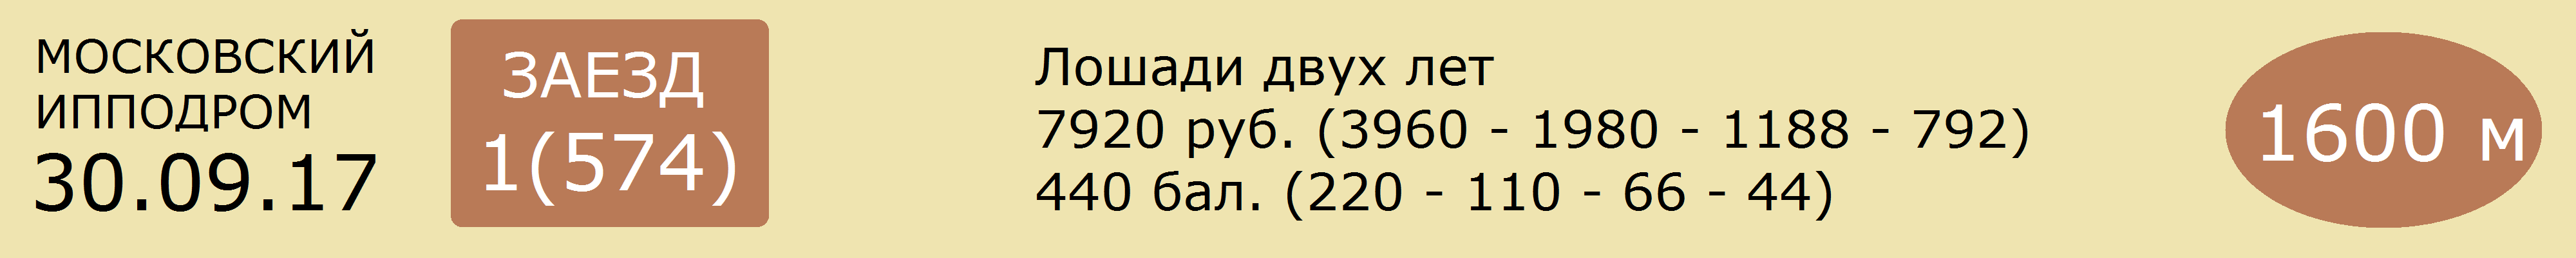 МОСКОВСКИЙ
ИППОДРОМ
30.09.17
ЗАЕЗД
1(574)
Лошади двух лет
7920 руб. (3960 - 1980 - 1188 - 792)
440 бал. (220 - 110 - 66 - 44)
1600 м